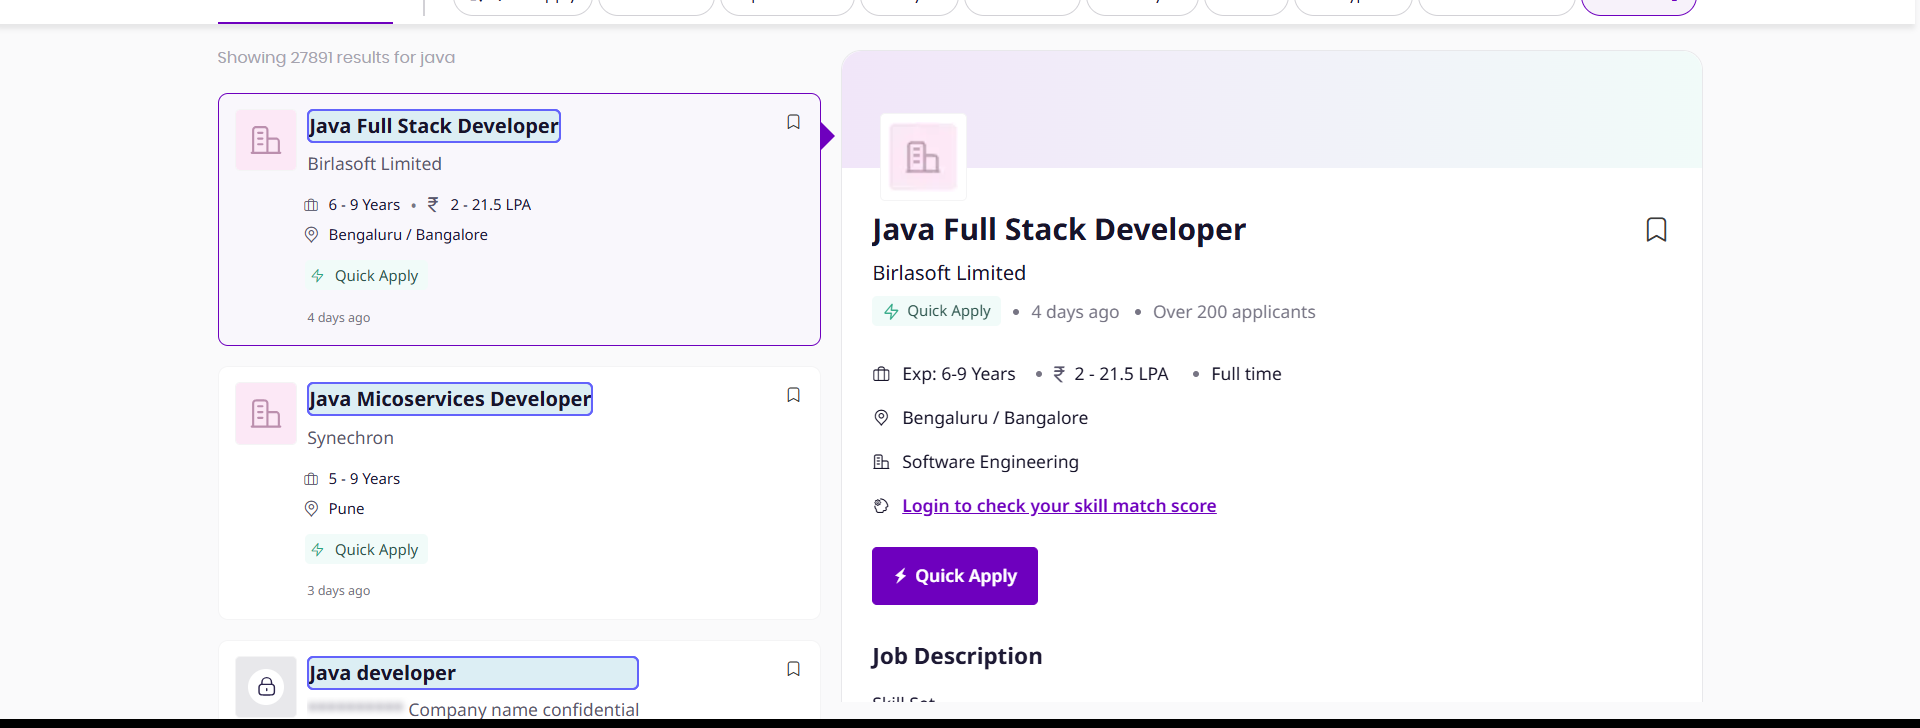 Showing 27891 results for java
Java Full Stack Developer
Birlasoft Limited
6 - 9 Years • ₹ 2 - 21.5 LPA
Bengaluru / Bangalore
Quick Apply
4 days ago
Java Micoservices Developer
Synechron
5 - 9 Years
Pune
Quick Apply
3 days ago
Java developer
Company name confidential
Java Full Stack Developer
Birlasoft Limited
Quick Apply • 4 days ago • Over 200 applicants
Exp: 6-9 Years • ₹ 2 - 21.5 LPA • Full time
Bengaluru / Bangalore
Software Engineering
Login to check your skill match score
Quick Apply
Job Description
Skill Set